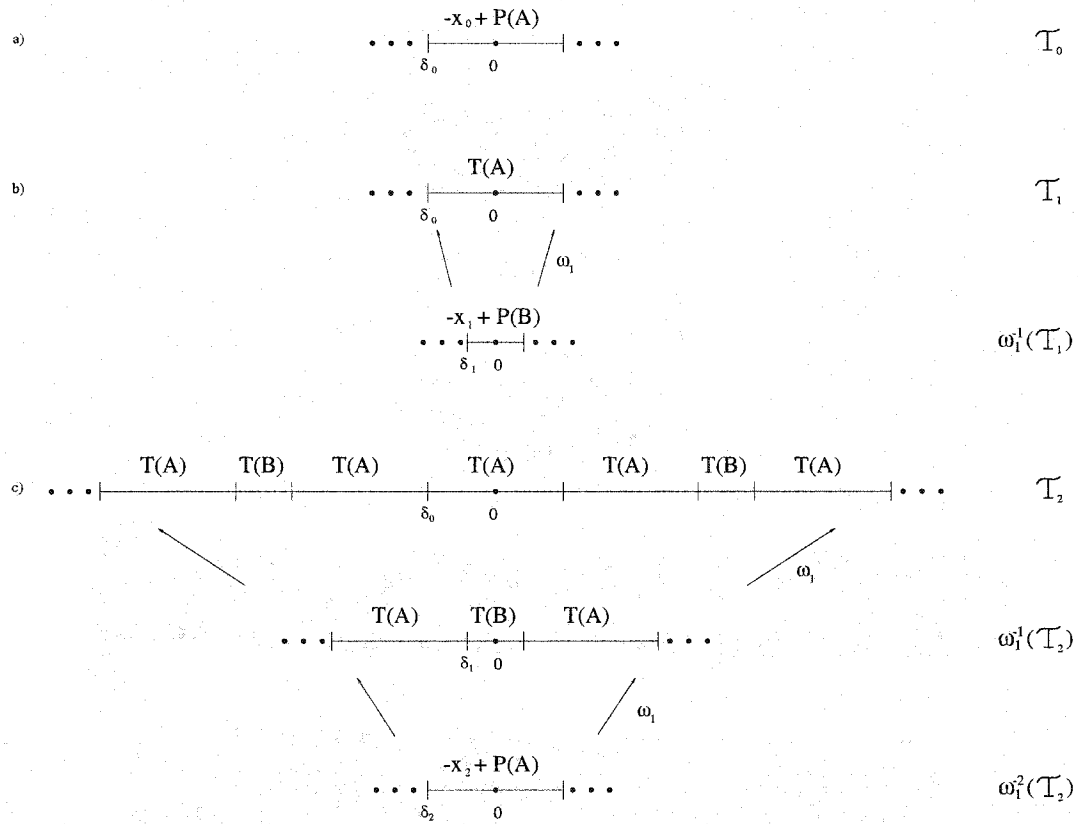 -x₀ + P(A)
a) • • • • • • 𝒯₀
δ₀ 0
T(A)
b) • • • • • • 𝒯₁
δ₀ 0
ω₁
-x₁ + P(B)
• • • • • • ω₁⁻¹(𝒯₁)
δ₁ 0
T(A) T(B) T(A) T(A) T(A) T(B) T(A)
c) • • • • • • 𝒯₂
δ₀ 0
ω₁
T(A) T(B) T(A)
• • • • • • ω₁⁻¹(𝒯₂)
δ₁ 0
ω₁
-x₂ + P(A)
• • • • • • ω₁⁻²(𝒯₂)
δ₂ 0